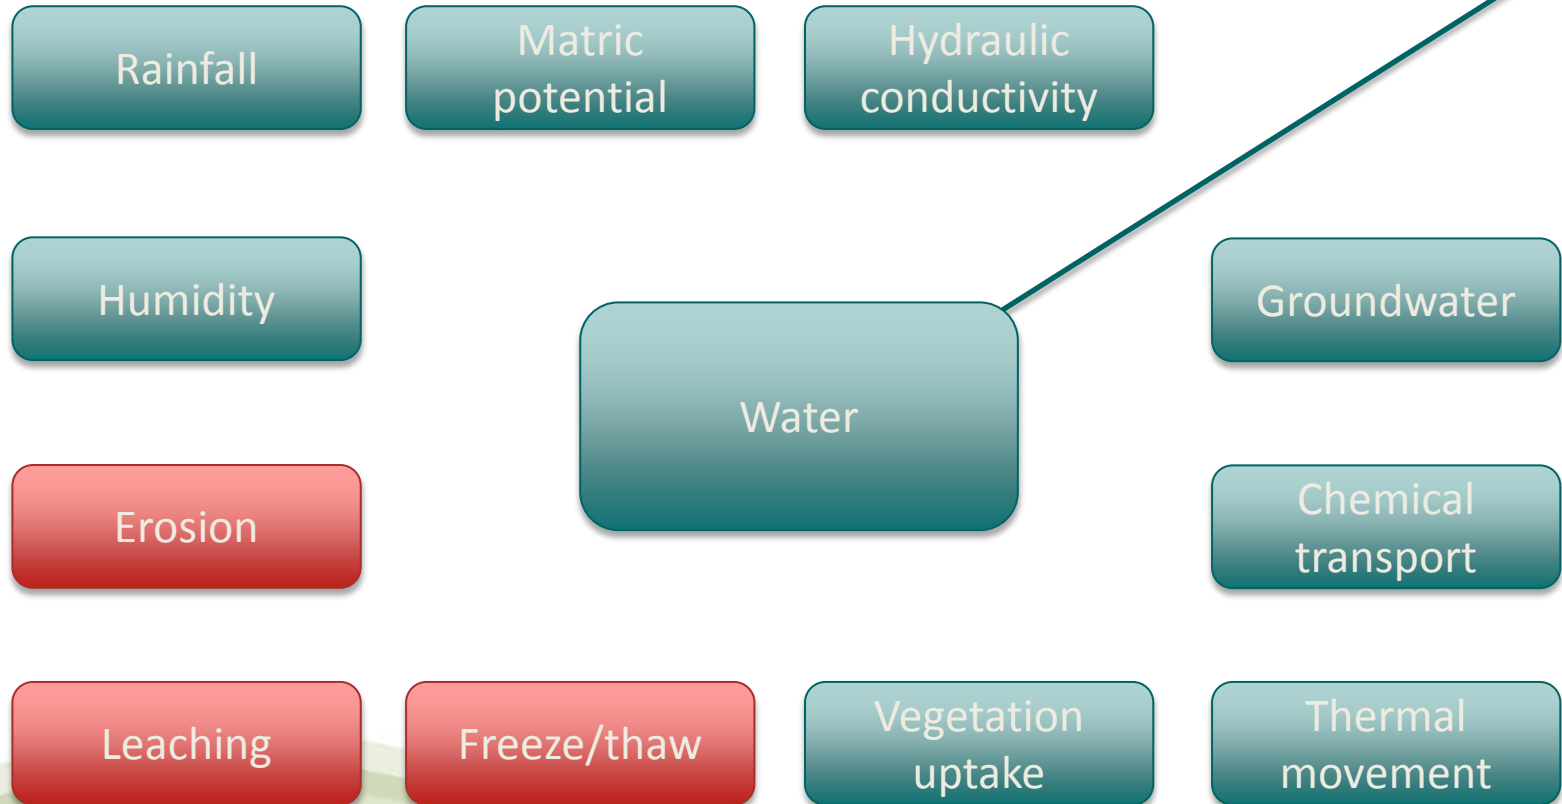 Rainfall
Matric
potential
Hydraulic
conductivity
Humidity
Groundwater
Water
Erosion
Chemical
transport
Leaching
Freeze/thaw
Vegetation
uptake
Thermal
movement